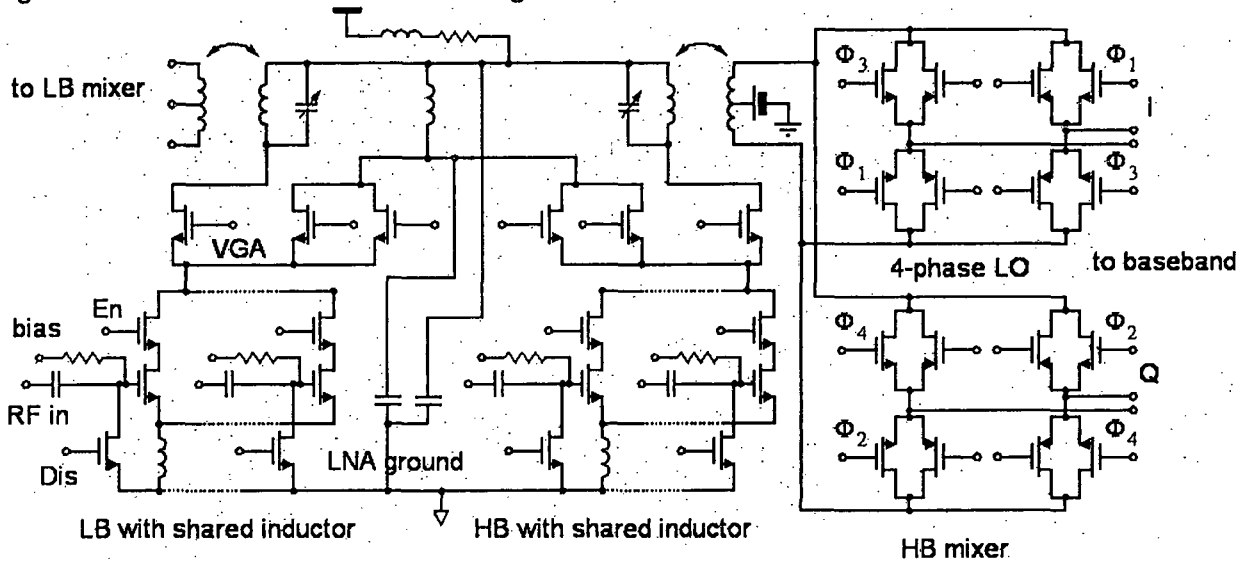 to LB mixer
Φ3
Φ1
I
Φ1
Φ3
VGA
4-phase LO
to baseband
En
bias
Φ4
Φ2
Q
RF in
Φ2
Φ4
Dis
LNA ground
LB with shared inductor
HB with shared inductor
HB mixer